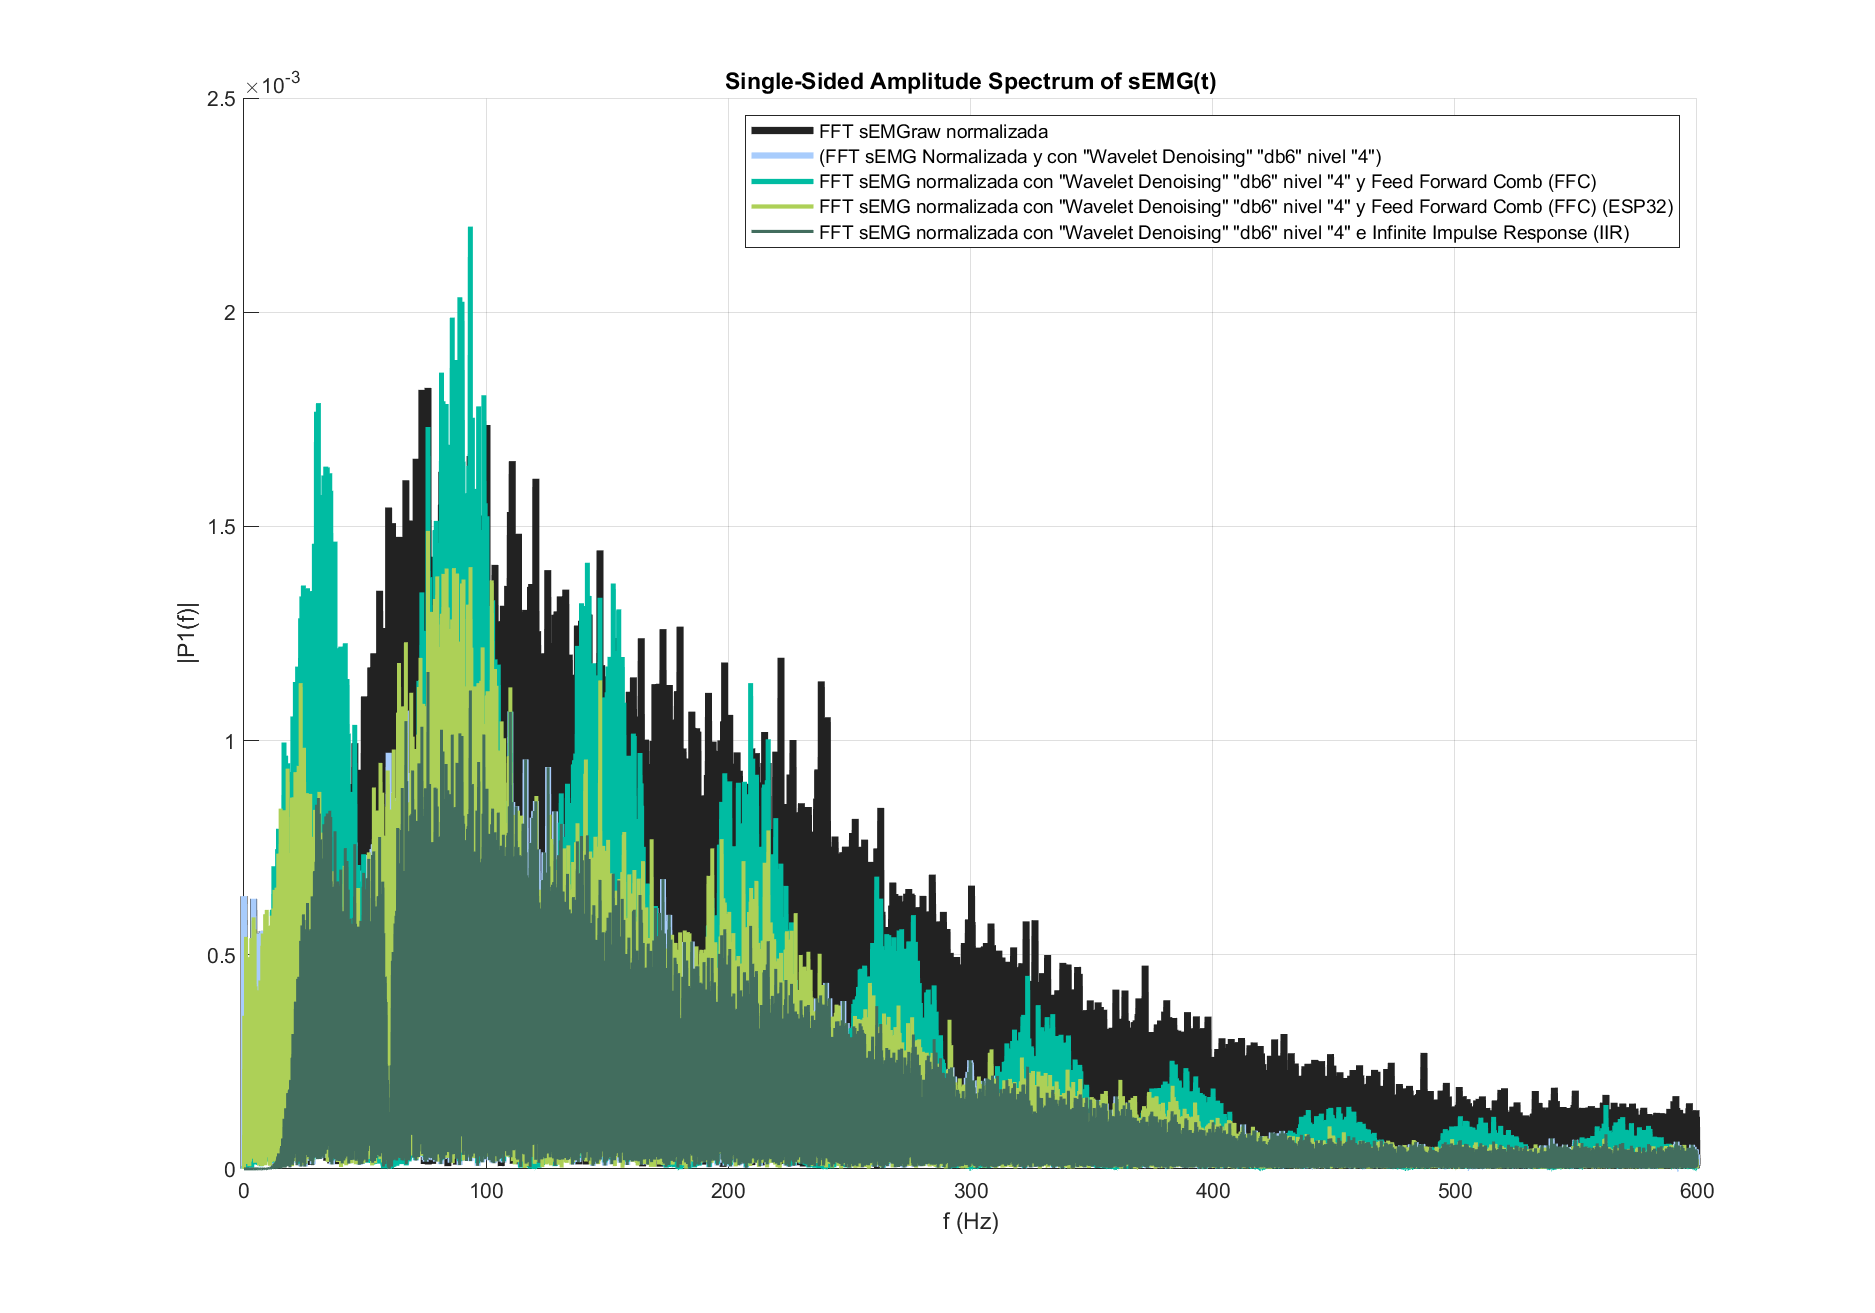 Single-Sided Amplitude Spectrum of sEMG(t)
×10-3
2.5
2
1.5
1
0.5
0
|P1(f)|
FFT sEMGraw normalizada
(FFT sEMG Normalizada y con "Wavelet Denoising" "db6" nivel "4")
FFT sEMG normalizada con "Wavelet Denoising" "db6" nivel "4" y Feed Forward Comb (FFC)
FFT sEMG normalizada con "Wavelet Denoising" "db6" nivel "4" y Feed Forward Comb (FFC) (ESP32)
FFT sEMG normalizada con "Wavelet Denoising" "db6" nivel "4" e Infinite Impulse Response (IIR)
0 100 200 300 400 500 600
f (Hz)